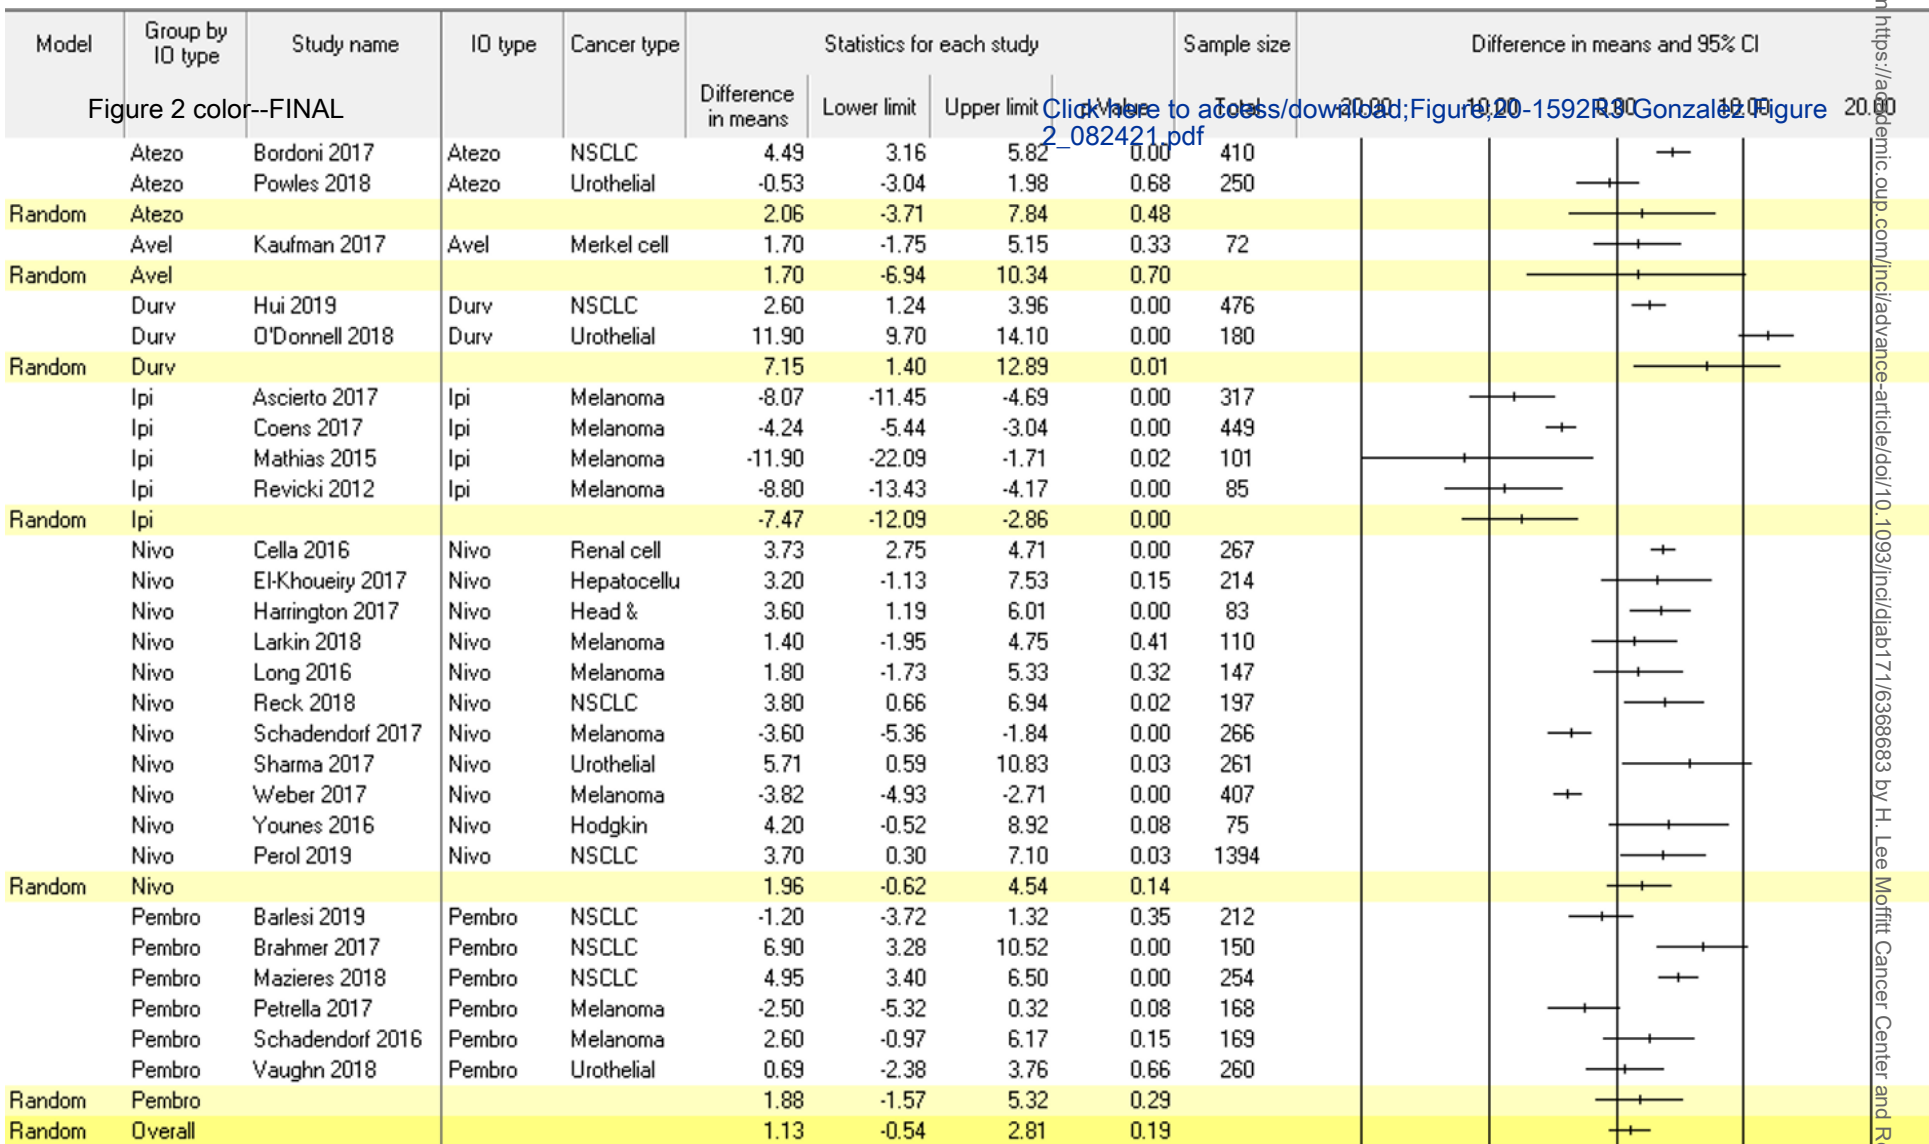 Model Group by IO type Study name IO type Cancer type Statistics for each study Sample size Difference in means and 95% CI
Difference in means Lower limit Upper limit p-Value Total -20.00 -10.00 0.00 10.00 20.00
Figure 2 color--FINAL
Click here to access/download;Figure;20-1592R3 Gonzalez Figure
2_082421.pdf
Atezo Bordoni 2017 Atezo NSCLC 4.49 3.16 5.82 0.00 410
Atezo Powles 2018 Atezo Urothelial -0.53 -3.04 1.98 0.68 250
Random Atezo 2.06 -3.71 7.84 0.48
Avel Kaufman 2017 Avel Merkel cell 1.70 -1.75 5.15 0.33 72
Random Avel 1.70 -6.94 10.34 0.70
Durv Hui 2019 Durv NSCLC 2.60 1.24 3.96 0.00 476
Durv O'Donnell 2018 Durv Urothelial 11.90 9.70 14.10 0.00 180
Random Durv 7.15 1.40 12.89 0.01
Ipi Ascierto 2017 Ipi Melanoma -8.07 -11.45 -4.69 0.00 317
Ipi Coens 2017 Ipi Melanoma -4.24 -5.44 -3.04 0.00 449
Ipi Mathias 2015 Ipi Melanoma -11.90 -22.09 -1.71 0.02 101
Ipi Revicki 2012 Ipi Melanoma -8.80 -13.43 -4.17 0.00 85
Random Ipi -7.47 -12.09 -2.86 0.00
Nivo Cella 2016 Nivo Renal cell 3.73 2.75 4.71 0.00 267
Nivo El-Khoueiry 2017 Nivo Hepatocellu 3.20 -1.13 7.53 0.15 214
Nivo Harrington 2017 Nivo Head & 3.60 1.19 6.01 0.00 83
Nivo Larkin 2018 Nivo Melanoma 1.40 -1.95 4.75 0.41 110
Nivo Long 2016 Nivo Melanoma 1.80 -1.73 5.33 0.32 147
Nivo Reck 2018 Nivo NSCLC 3.80 0.66 6.94 0.02 197
Nivo Schadendorf 2017 Nivo Melanoma -3.60 -5.36 -1.84 0.00 266
Nivo Sharma 2017 Nivo Urothelial 5.71 0.59 10.83 0.03 261
Nivo Weber 2017 Nivo Melanoma -3.82 -4.93 -2.71 0.00 407
Nivo Younes 2016 Nivo Hodgkin 4.20 -0.52 8.92 0.08 75
Nivo Perol 2019 Nivo NSCLC 3.70 0.30 7.10 0.03 1394
Random Nivo 1.96 -0.62 4.54 0.14
Pembro Barlesi 2019 Pembro NSCLC -1.20 -3.72 1.32 0.35 212
Pembro Brahmer 2017 Pembro NSCLC 6.90 3.28 10.52 0.00 150
Pembro Mazieres 2018 Pembro NSCLC 4.95 3.40 6.50 0.00 254
Pembro Petrella 2017 Pembro Melanoma -2.50 -5.32 0.32 0.08 168
Pembro Schadendorf 2016 Pembro Melanoma 2.60 -0.97 6.17 0.15 169
Pembro Vaughn 2018 Pembro Urothelial 0.69 -2.38 3.76 0.66 260
Random Pembro 1.88 -1.57 5.32 0.29
Random Overall 1.13 -0.54 2.81 0.19
https://academic.oup.com/jnci/advance-article/doi/10.1093/jnci/djab171/6368683 by H. Lee Moffitt Cancer Center and